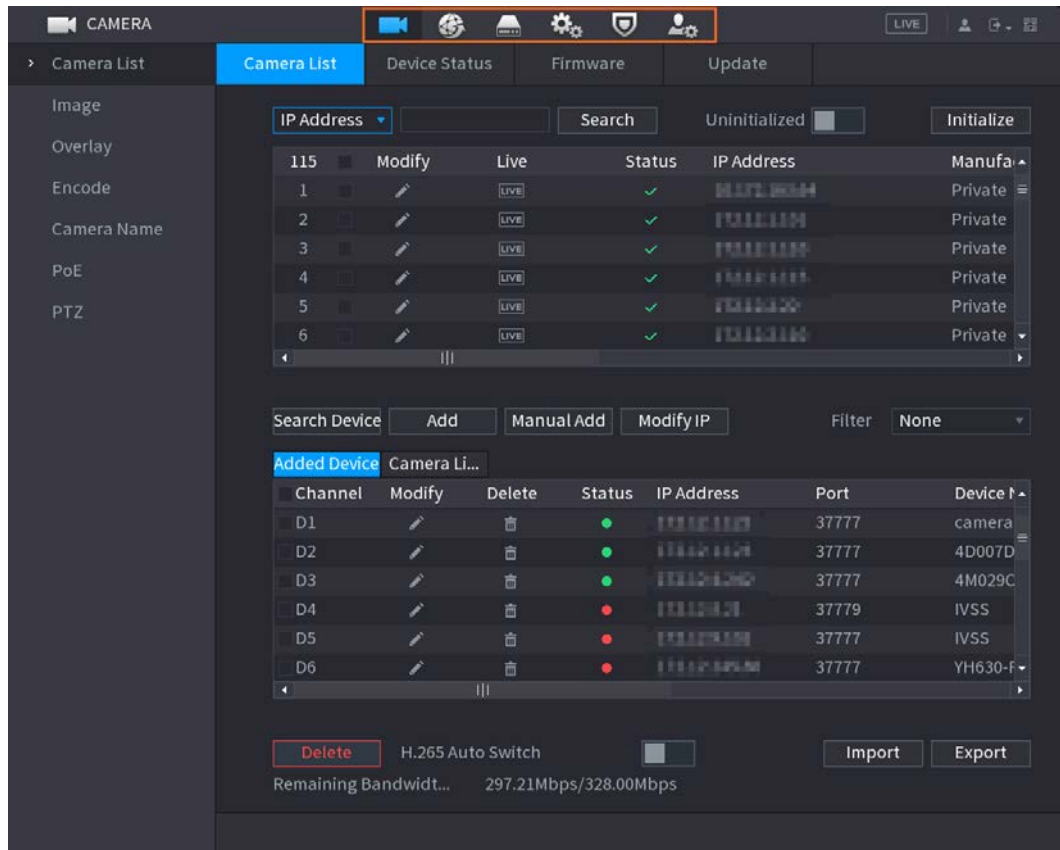 CAMERA LIVE
Camera List Camera List Device Status Firmware Update
Image
IP Address Search Uninitialized Initialize
Overlay
115 Modify Live Status IP Address Manufa
Encode
1 LIVE Private
2 LIVE Private
Camera Name
3 LIVE Private
PoE
4 LIVE Private
PTZ
5 LIVE Private
6 LIVE Private
Search Device Add Manual Add Modify IP Filter None
Added Device Camera Li...
Channel Modify Delete Status IP Address Port Device N
D1 37777 camera
D2 37777 4D007D
D3 37777 4M029C
D4 37779 IVSS
D5 37777 IVSS
D6 37777 YH630-F
Delete H.265 Auto Switch Import Export
Remaining Bandwidt... 297.21Mbps/328.00Mbps